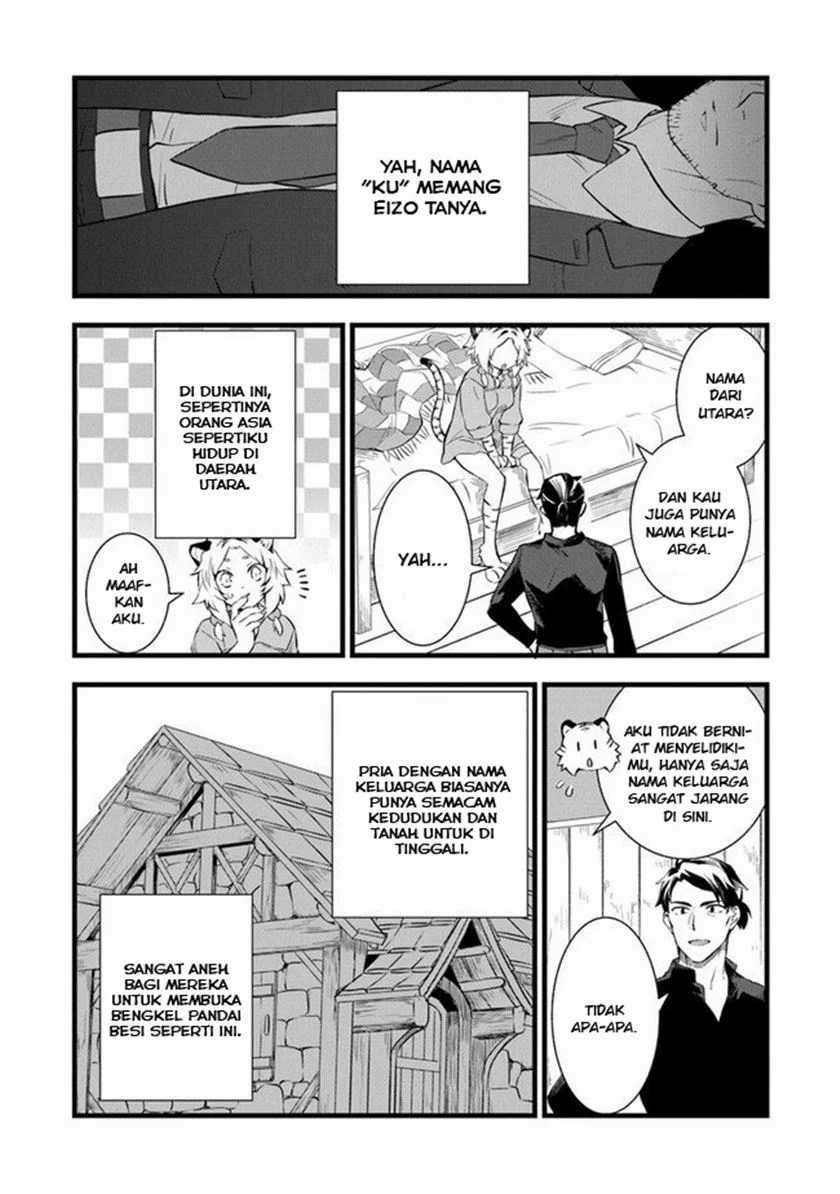 YAH, NAMA
"KU" MEMANG
EIZO TANYA.
NAMA
DARI
UTARA?
DAN KAU
JUGA PUNYA
NAMA KELU-
ARGA.
YAH...
DI DUNIA INI,
SEPERTINYA
ORANG ASIA
SEPERTIKU
HIDUP DI
DAERAH
UTARA.
AH
MAAF-
KAN
AKU.
AKU TIDAK BERNI-
AT MENYELIDIKI-
MU, HANYA SAJA
NAMA KELUARGA
SANGAT JARANG
DI SINI.
TIDAK
APA-APA.
PRIA DENGAN NAMA
KELUARGA BIASANYA
PUNYA SEMACAM
KEDUDUKAN DAN
TANAH UNTUK DI
TINGGALI.
SANGAT ANEH
BAGI MEREKA
UNTUK MEMBUKA
BENGKEL PANDAI
BESI SEPERTI INI.